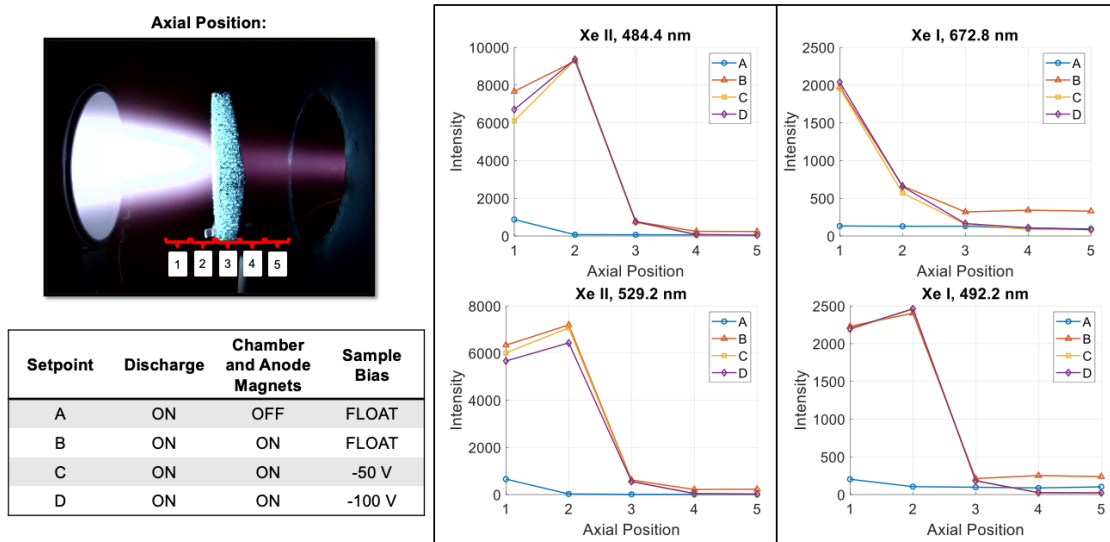 Axial Position:
1 2 3 4 5
Setpoint Discharge Chamber and Anode Magnets Sample Bias
A ON OFF FLOAT
B ON ON FLOAT
C ON ON -50 V
D ON ON -100 V
Xe II, 484.4 nm
10000
8000
6000
4000
2000
0
Intensity
A
B
C
D
1 2 3 4 5
Axial Position
Xe I, 672.8 nm
2500
2000
1500
1000
500
0
Intensity
A
B
C
D
1 2 3 4 5
Axial Position
Xe II, 529.2 nm
8000
6000
4000
2000
0
Intensity
A
B
C
D
1 2 3 4 5
Axial Position
Xe I, 492.2 nm
2500
2000
1500
1000
500
0
Intensity
A
B
C
D
1 2 3 4 5
Axial Position